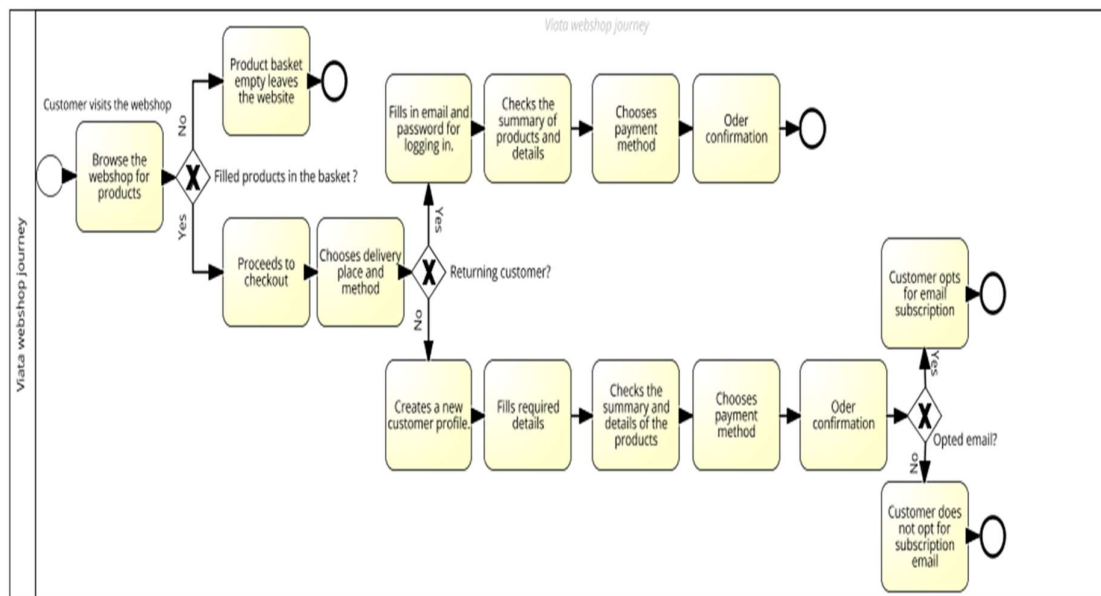 Viata webshop journey
Viata webshop journey
Customer visits the webshop
Browse the
webshop for
products
No
Yes
Filled products in the basket ?
Product basket
empty leaves
the website
Proceeds to
checkout
Chooses delivery
place and
method
Returning customer?
Yes
No
Fills in email and
password for
logging in.
Checks the
summary of
products and
details
Chooses
payment
method
Oder
confirmation
Creates a new
customer profile.
Fills required
details
Checks the
summary and
details of the
products
Chooses
payment
method
Oder
confirmation
Opted email?
Yes
No
Customer opts
for email
subscription
Customer does
not opt for
subscription
email